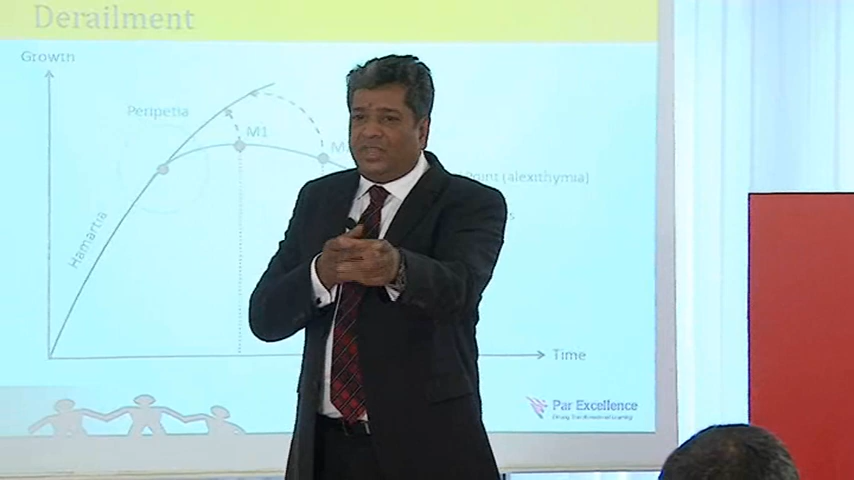 Derailment
Growth
Peripetia
M1
M
Point (alexithymia)
Hamartia
Time
Par Excellence